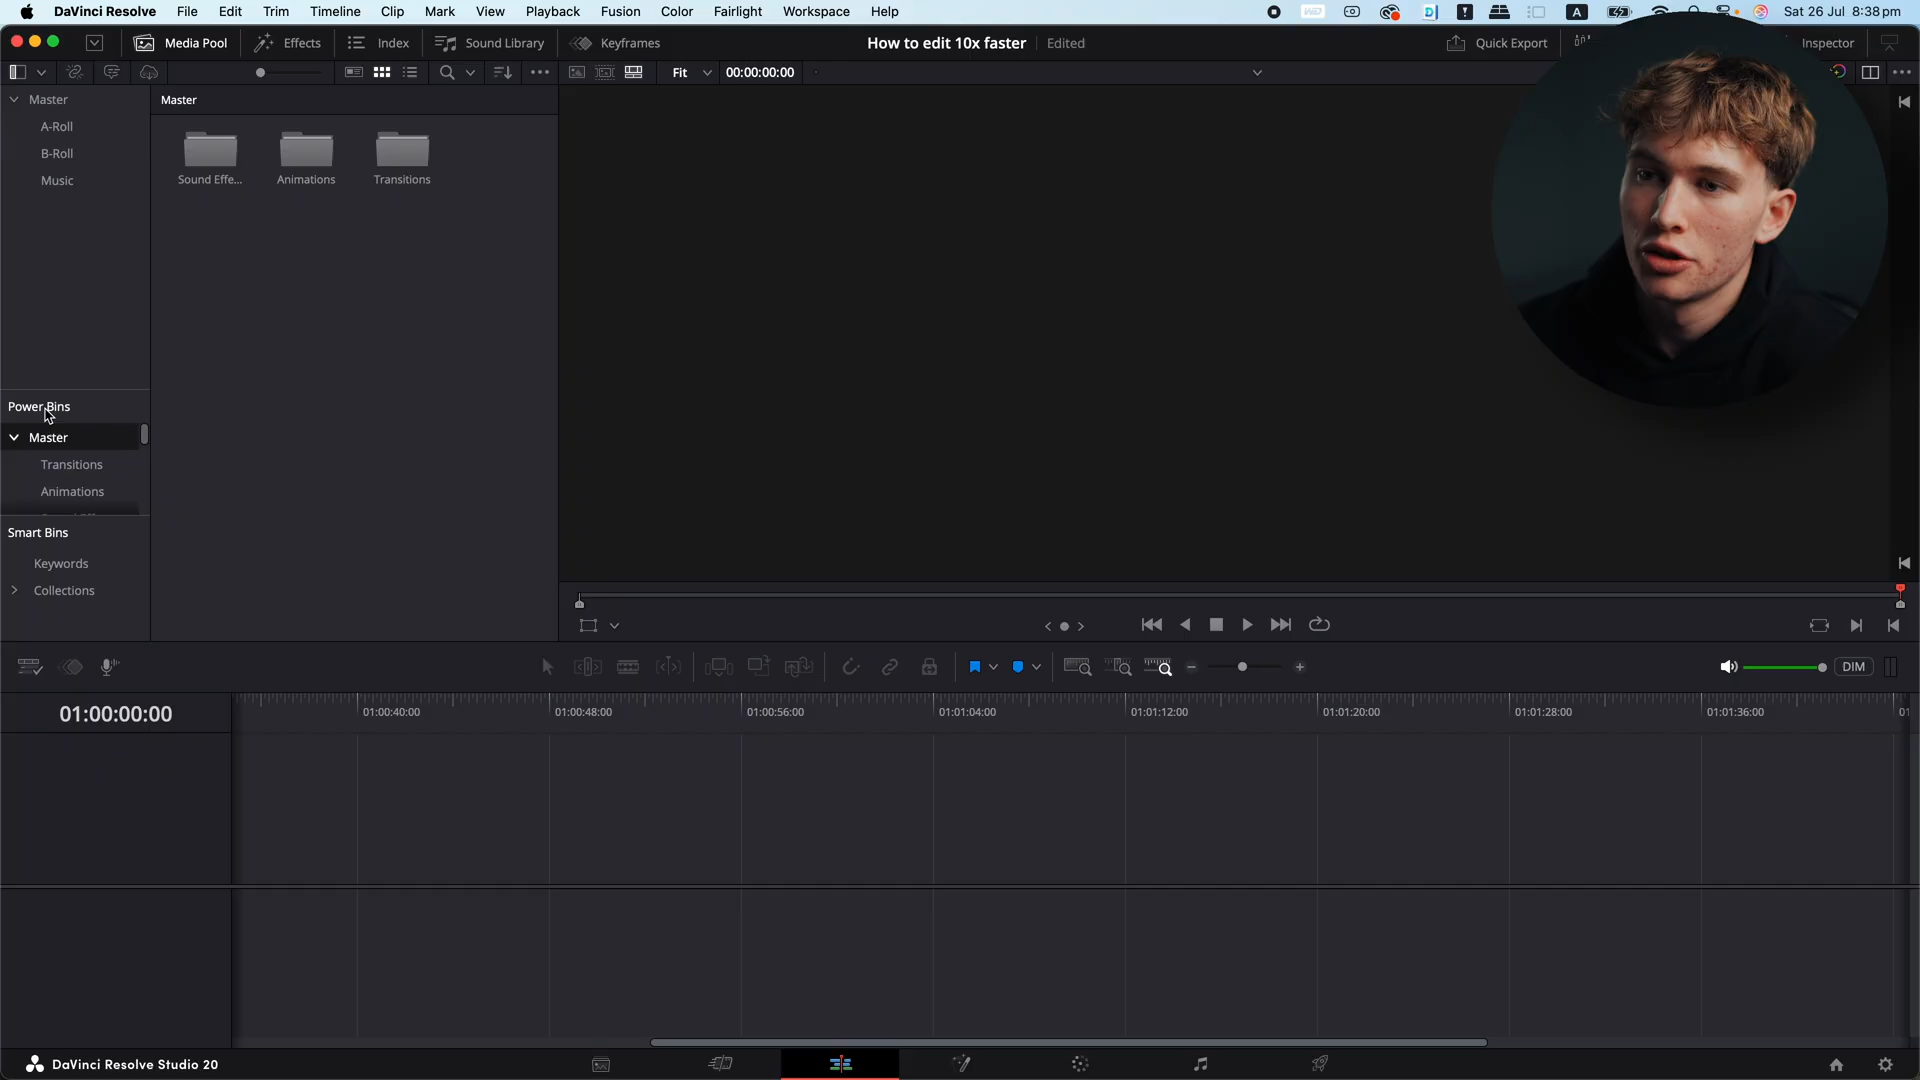 DaVinci Resolve File Edit Trim Timeline Clip Mark View Playback Fusion Color Fairlight Workspace Help A Sat 26 Jul 8:38 pm
Media Pool Effects Index Sound Library Keyframes How to edit 10x faster Edited Quick Export Inspector
Fit 00:00:00:00
Master
A-Roll
B-Roll
Music
Master
Sound Effe... Animations Transitions
Power Bins
Master
Transitions
Animations
Smart Bins
Keywords
Collections
DIM
01:00:00:00
01:00:40:00 01:00:48:00 01:00:56:00 01:01:04:00 01:01:12:00 01:01:20:00 01:01:28:00 01:01:36:00
DaVinci Resolve Studio 20